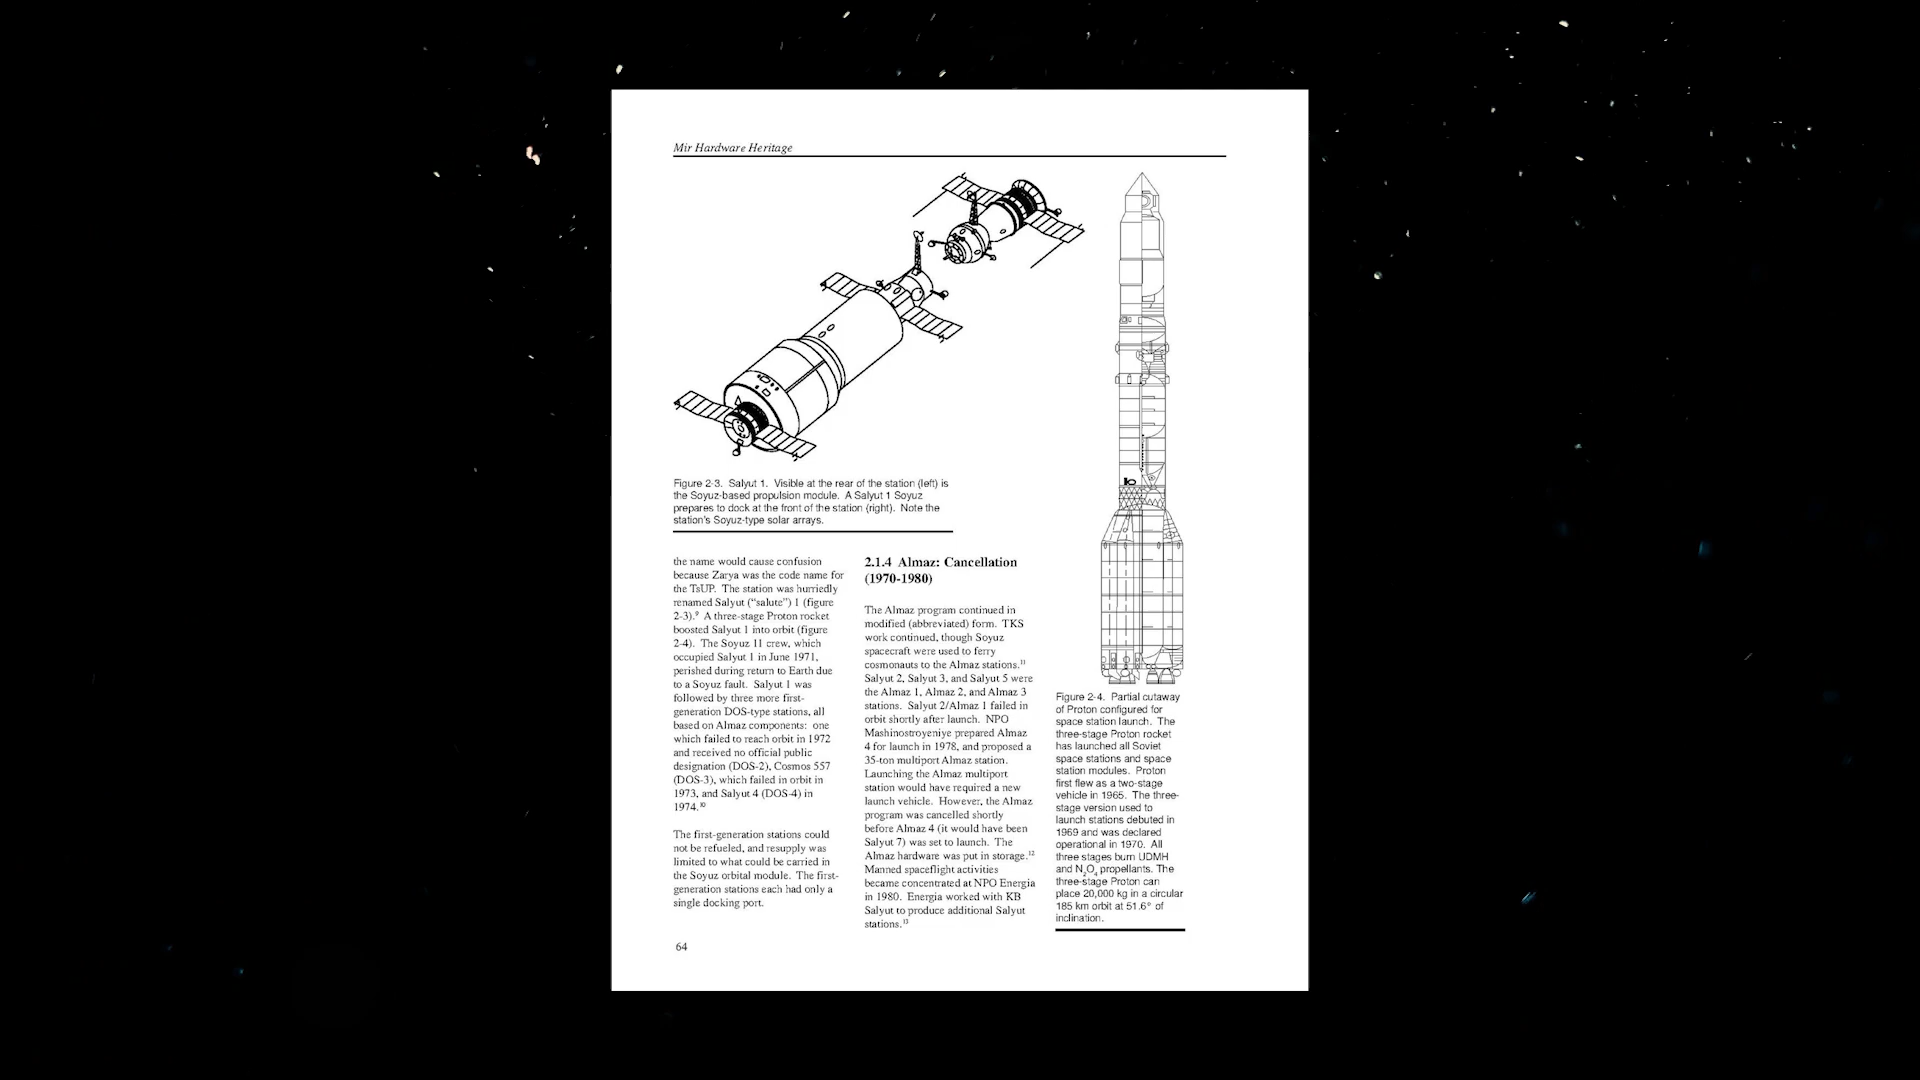 Mir Hardware Heritage
Figure 2-3. Salyut 1. Visible at the rear of the station (left) is
the Soyuz-based propulsion module. A Salyut 1 Soyuz
prepares to dock at the front of the station (right). Note the
station's Soyuz-type solar arrays.
the name would cause confusion
because Zarya was the code name for
the TsUP. The station was hurriedly
renamed Salyut (“salute”) 1 (figure
2-3).⁹ A three-stage Proton rocket
boosted Salyut 1 into orbit (figure
2-4). The Soyuz 11 crew, which
occupied Salyut 1 in June 1971,
perished during return to Earth due
to a Soyuz fault. Salyut 1 was
followed by three more first-
generation DOS-type stations, all
based on Almaz components: one
which failed to reach orbit in 1972
and received no official public
designation (DOS-2), Cosmos 557
(DOS-3), which failed in orbit in
1973, and Salyut 4 (DOS-4) in
1974.¹⁰
The first-generation stations could
not be refueled, and resupply was
limited to what could be carried in
the Soyuz orbital module. The first-
generation stations each had only a
single docking port.
2.1.4 Almaz: Cancellation
(1970-1980)
The Almaz program continued in
modified (abbreviated) form. TKS
work continued, though Soyuz
spacecraft were used to ferry
cosmonauts to the Almaz stations.¹¹
Salyut 2, Salyut 3, and Salyut 5 were
the Almaz 1, Almaz 2, and Almaz 3
stations. Salyut 2/Almaz 1 failed in
orbit shortly after launch. NPO
Mashinostroyeniye prepared Almaz
4 for launch in 1978, and proposed a
35-ton multiport Almaz station.
Launching the Almaz multiport
station would have required a new
launch vehicle. However, the Almaz
program was cancelled shortly
before Almaz 4 (it would have been
Salyut 7) was set to launch. The
Almaz hardware was put in storage.¹²
Manned spaceflight activities
became concentrated at NPO Energia
in 1980. Energia worked with KB
Salyut to produce additional Salyut
stations.¹³
Figure 2-4. Partial cutaway
of Proton configured for
space station launch. The
three-stage Proton rocket
has launched all Soviet
space stations and space
station modules. Proton
first flew as a two-stage
vehicle in 1965. The three-
stage version used to
launch stations debuted in
1969 and was declared
operational in 1970. All
three stages burn UDMH
and N₂O₄ propellants. The
three-stage Proton can
place 20,000 kg in a circular
185 km orbit at 51.6° of
inclination.
64